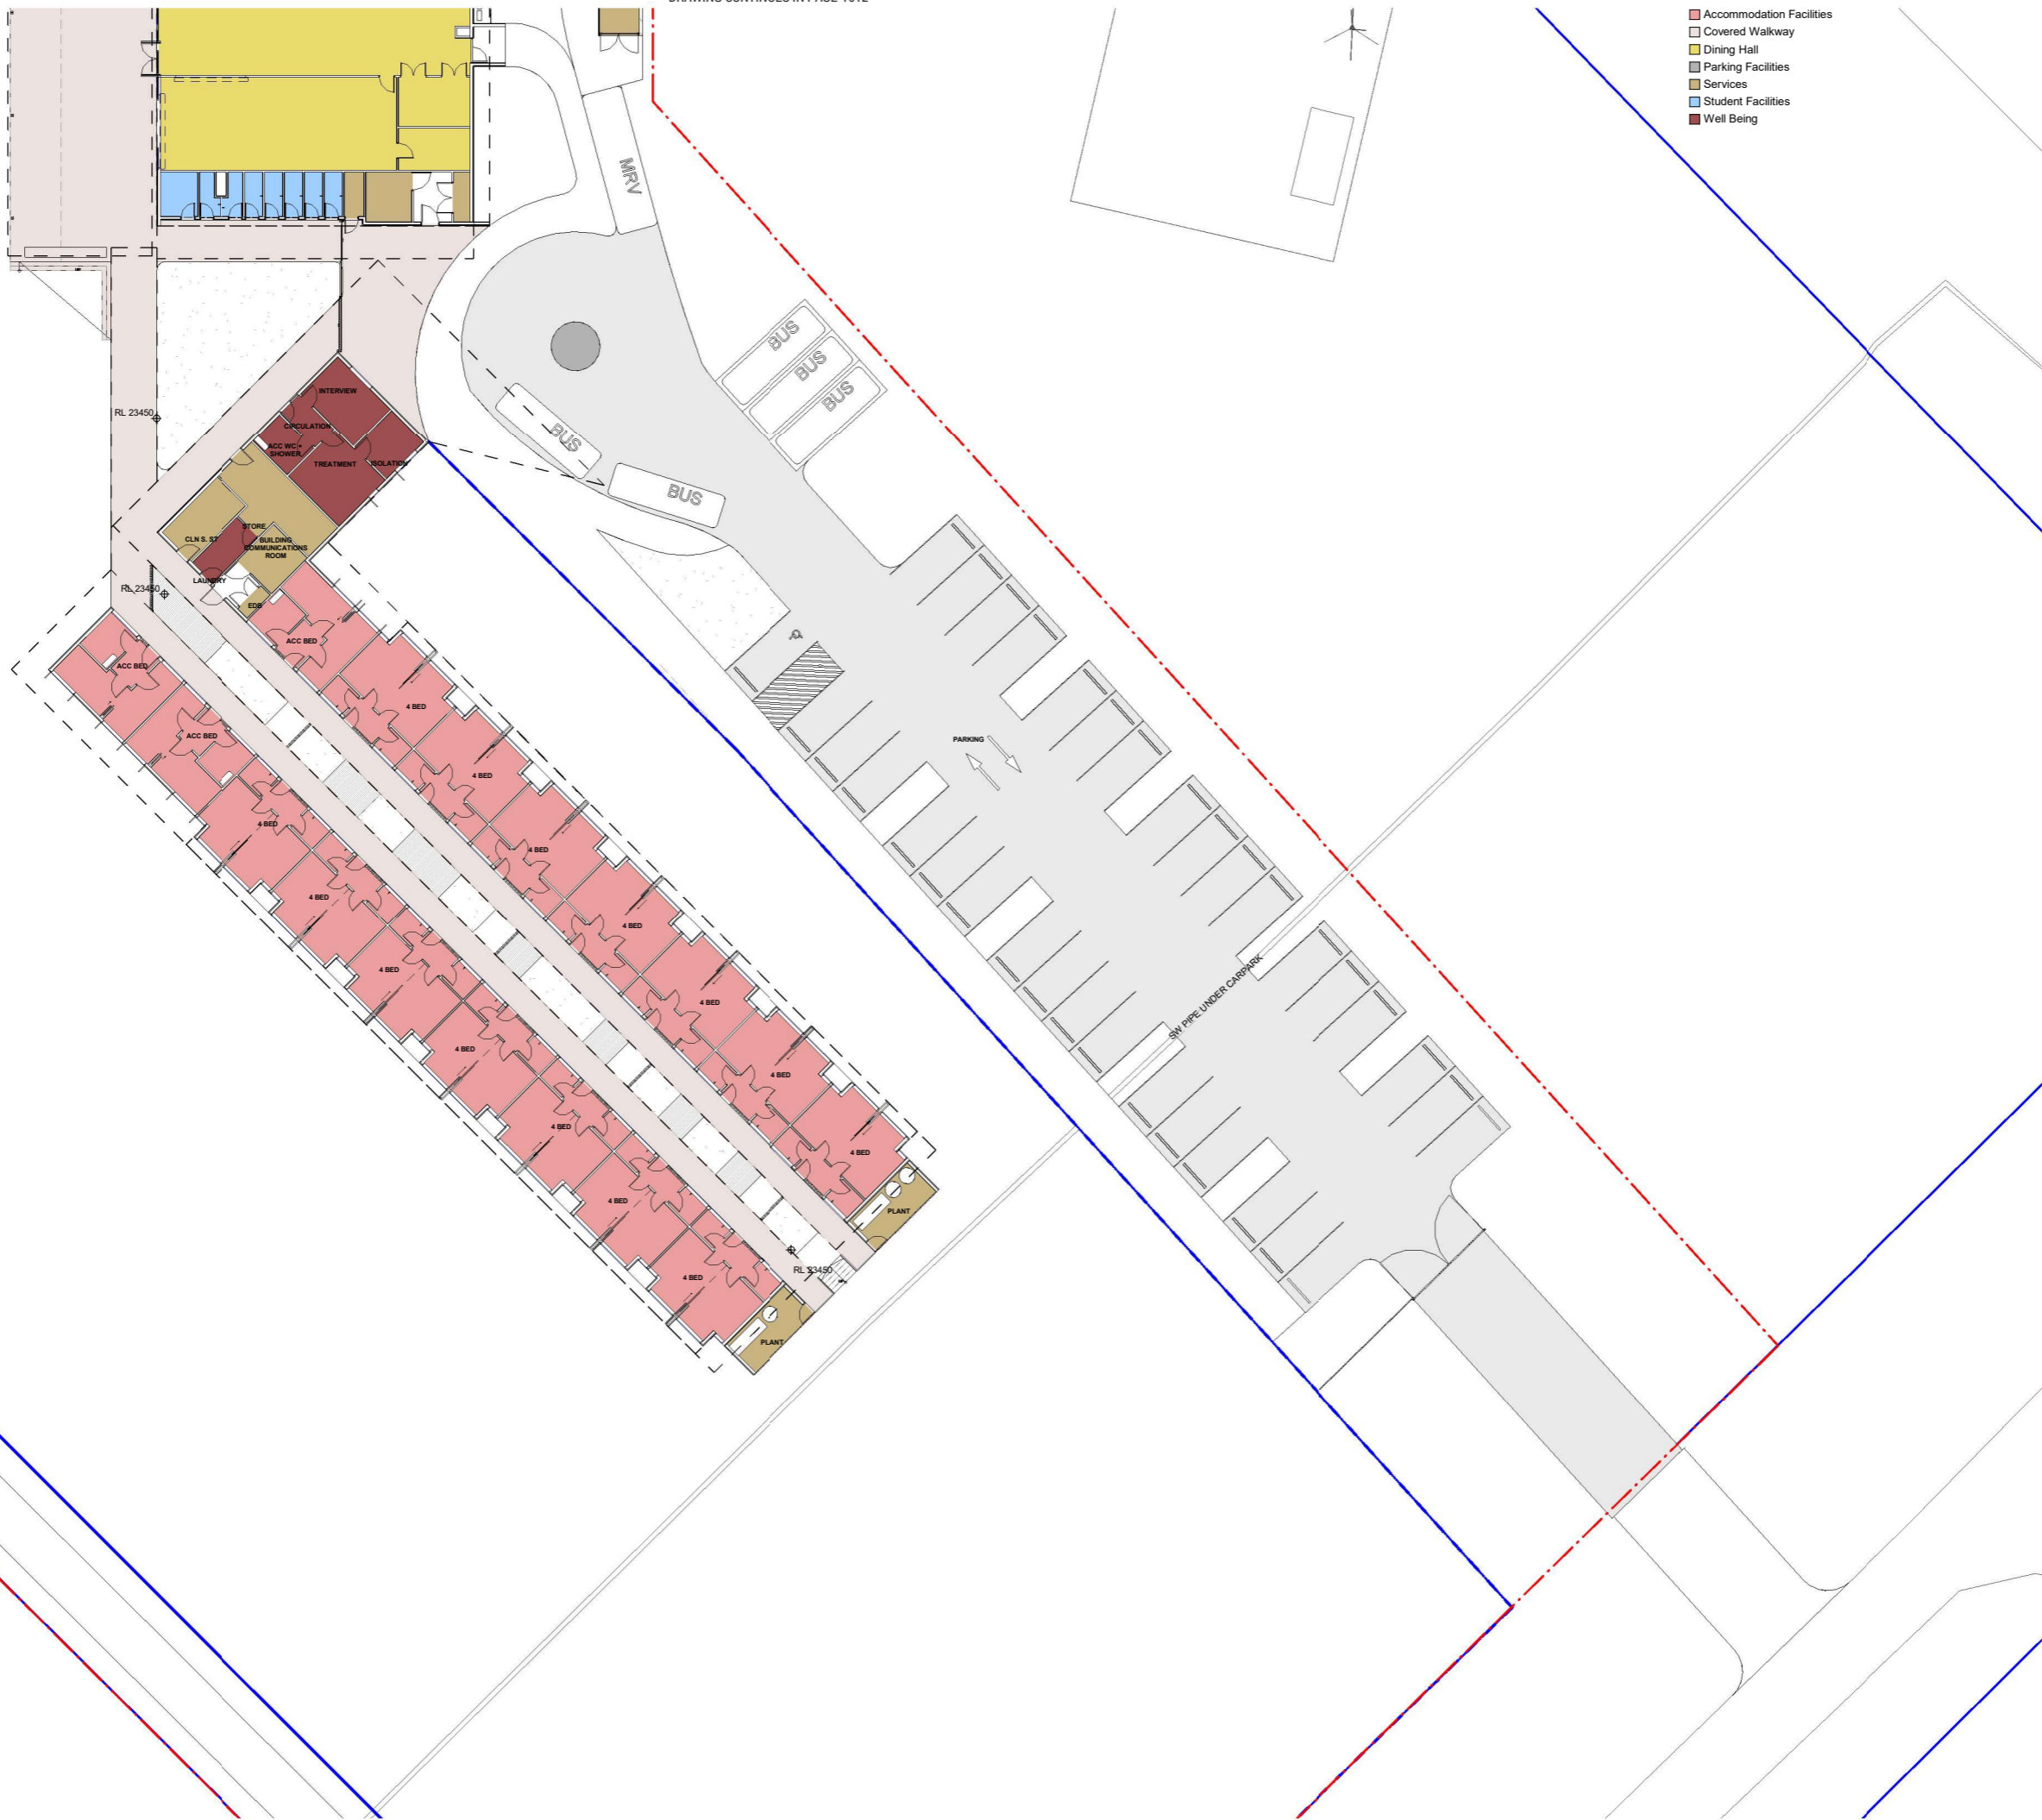 Accommodation Facilities
Covered Walkway
Dining Hall
Parking Facilities
Services
Student Facilities
Well Being
MRV
BUS
BUS
BUS
BUS
BUS
INTERVIEW
RL 23450
CIRCULATION
ACC WC +
SHOWER
TREATMENT
ISOLATION
STORE
CLN S. ST
BUILDING
COMMUNICATIONS
ROOM
LAUNDRY
RL 23450
EDB
ACC BED
ACC BED
ACC BED
4 BED
4 BED
4 BED
4 BED
4 BED
4 BED
4 BED
4 BED
4 BED
4 BED
4 BED
4 BED
4 BED
4 BED
PARKING
SW PIPE UNDER CARPARK
PLANT
RL 23450
PLANT